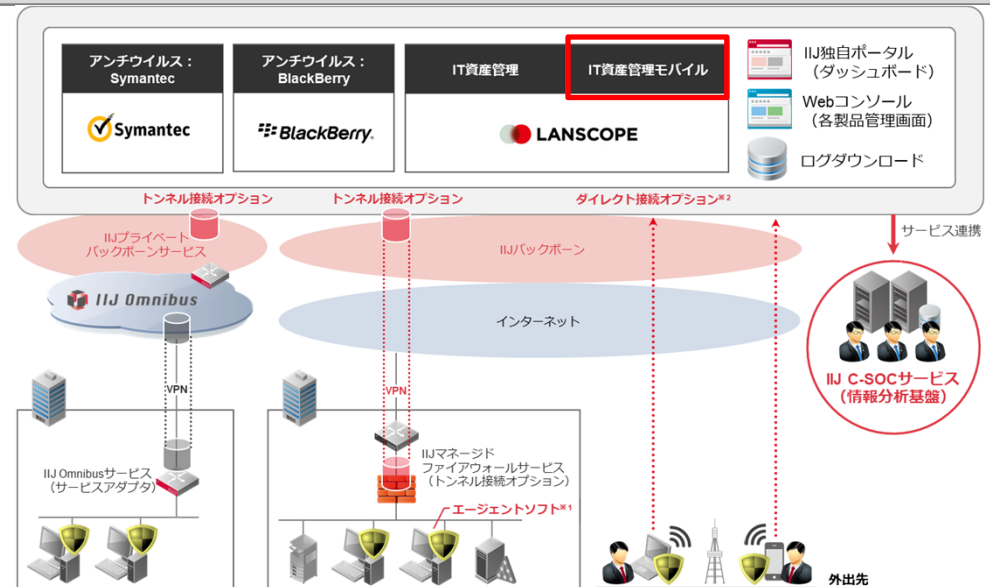 アンチウイルス：
Symantec
アンチウイルス：
BlackBerry
IT資産管理
IT資産管理モバイル
Symantec
BlackBerry.
LANSCOPE
IIJ独自ポータル
（ダッシュボード）
Webコンソール
（各製品管理画面）
ログダウンロード
トンネル接続オプション
トンネル接続オプション
ダイレクト接続オプション※2
サービス連携
IIJプライベート
バックボーンサービス
IIJバックボーン
IIJ Omnibus
インターネット
IIJ C-SOCサービス
（情報分析基盤）
VPN
VPN
IIJ Omnibusサービス
（サービスアダプタ）
IIJマネージド
ファイアウォールサービス
（トンネル接続オプション）
エージェントソフト※1
外出先